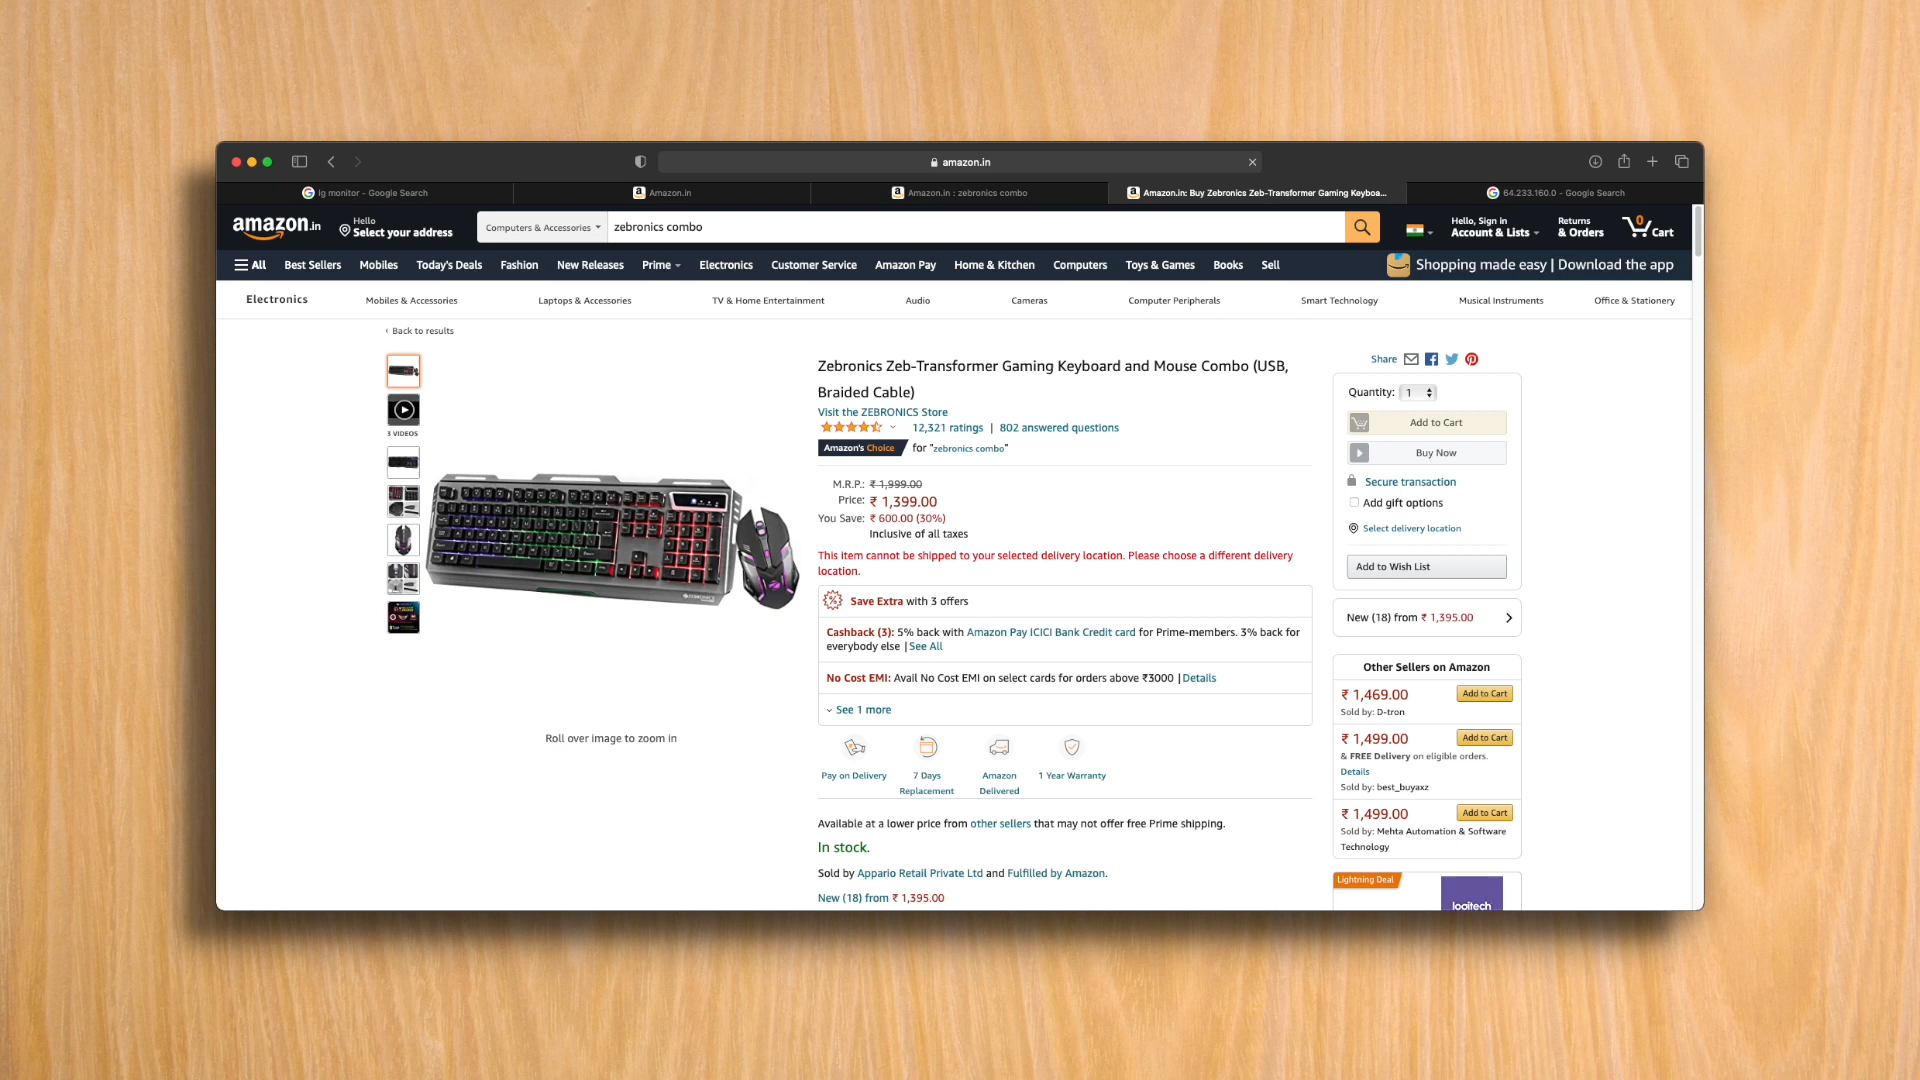 amazon.in
lg monitor - Google Search
Amazon.in
Amazon.in : zebronics combo
Amazon.in: Buy Zebronics Zeb-Transformer Gaming Keyboa...
64.233.160.0 - Google Search
amazon.in
Hello
Select your address
Computers & Accessories
zebronics combo
Hello, Sign in
Account & Lists
Returns
& Orders
0
Cart
All
Best Sellers
Mobiles
Today's Deals
Fashion
New Releases
Prime
Electronics
Customer Service
Amazon Pay
Home & Kitchen
Computers
Toys & Games
Books
Sell
Shopping made easy | Download the app
Electronics
Mobiles & Accessories
Laptops & Accessories
TV & Home Entertainment
Audio
Cameras
Computer Peripherals
Smart Technology
Musical Instruments
Office & Stationery
‹ Back to results
3 VIDEOS
Roll over image to zoom in
Zebronics Zeb-Transformer Gaming Keyboard and Mouse Combo (USB,
Braided Cable)
Visit the ZEBRONICS Store
12,321 ratings | 802 answered questions
Amazon's Choice for "zebronics combo"
M.R.P.: ₹ 1,999.00
Price: ₹ 1,399.00
You Save: ₹ 600.00 (30%)
Inclusive of all taxes
This item cannot be shipped to your selected delivery location. Please choose a different delivery
location.
Save Extra with 3 offers
Cashback (3): 5% back with Amazon Pay ICICI Bank Credit card for Prime-members. 3% back for
everybody else | See All
No Cost EMI: Avail No Cost EMI on select cards for orders above ₹3000 | Details
See 1 more
Pay on Delivery
7 Days
Replacement
Amazon
Delivered
1 Year Warranty
Available at a lower price from other sellers that may not offer free Prime shipping.
In stock.
Sold by Appario Retail Private Ltd and Fulfilled by Amazon.
New (18) from ₹ 1,395.00
Share
Quantity: 1
Add to Cart
Buy Now
Secure transaction
Add gift options
Select delivery location
Add to Wish List
New (18) from ₹ 1,395.00
Other Sellers on Amazon
₹ 1,469.00
Add to Cart
Sold by: D-tron
₹ 1,499.00
Add to Cart
& FREE Delivery on eligible orders.
Details
Sold by: best_buyaxz
₹ 1,499.00
Add to Cart
Sold by: Mehta Automation & Software
Technology
Lightning Deal
logitech